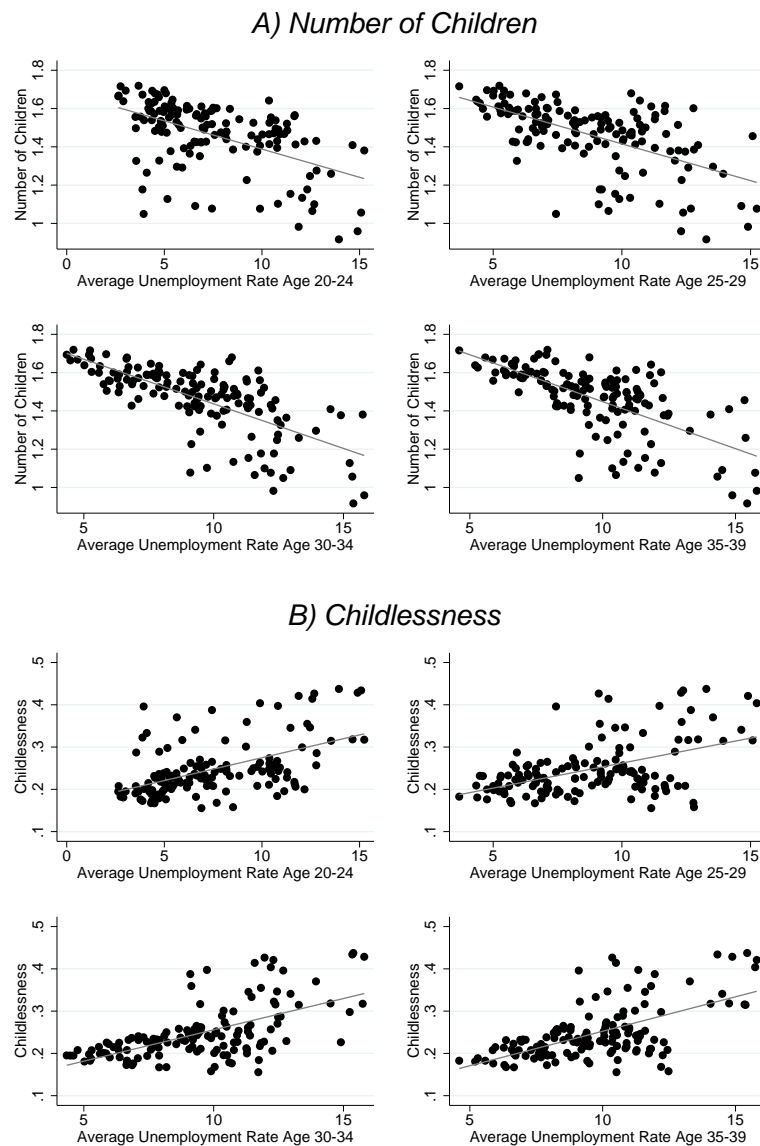 A) Number of Children
Number of Children
1 1.2 1.4 1.6 1.8
0 5 10 15
Average Unemployment Rate Age 20-24
Number of Children
1 1.2 1.4 1.6 1.8
5 10 15
Average Unemployment Rate Age 25-29
Number of Children
1 1.2 1.4 1.6 1.8
5 10 15
Average Unemployment Rate Age 30-34
Number of Children
1 1.2 1.4 1.6 1.8
5 10 15
Average Unemployment Rate Age 35-39
B) Childlessness
Childlessness
.1 .2 .3 .4 .5
0 5 10 15
Average Unemployment Rate Age 20-24
Childlessness
.1 .2 .3 .4 .5
5 10 15
Average Unemployment Rate Age 25-29
Childlessness
.1 .2 .3 .4 .5
5 10 15
Average Unemployment Rate Age 30-34
Childlessness
.1 .2 .3 .4 .5
5 10 15
Average Unemployment Rate Age 35-39